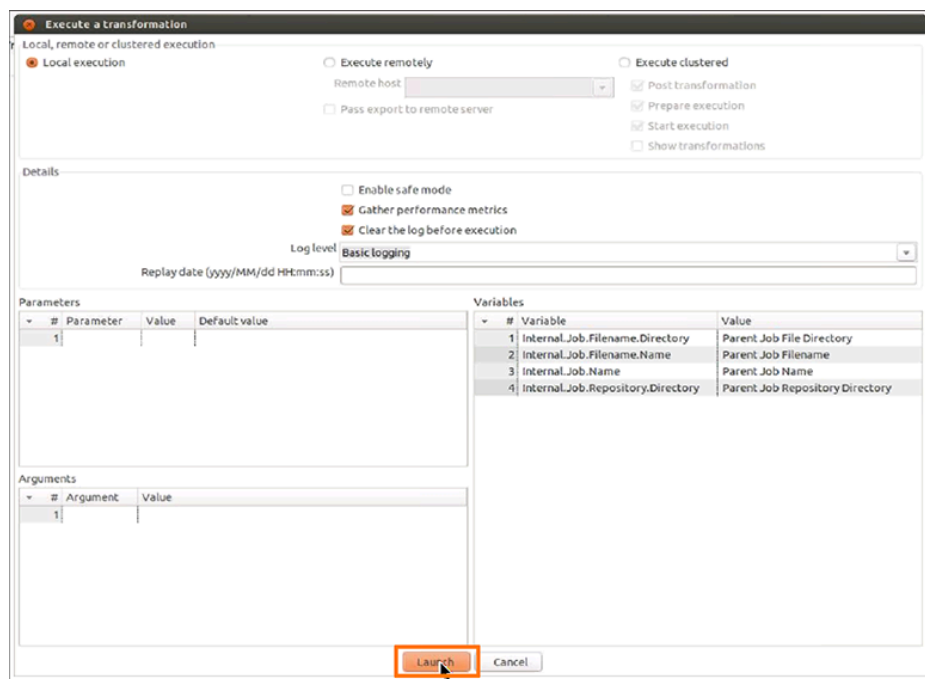 Execute a transformation
Local, remote or clustered execution
Local execution
Execute remotely
Execute clustered
Remote host
Post transformation
Pass export to remote server
Prepare execution
Start execution
Show transformations
Details
Enable safe mode
Gather performance metrics
Clear the log before execution
Log level Basic logging
Replay date (yyyy/MM/dd HH:mm:ss)
Parameters
# Parameter Value Default value
1
Variables
# Variable Value
1 Internal.Job.Filename.Directory Parent Job File Directory
2 Internal.Job.Filename.Name Parent Job Filename
3 Internal.Job.Name Parent Job Name
4 Internal.Job.Repository.Directory Parent Job Repository Directory
Arguments
# Argument Value
1
Launch Cancel